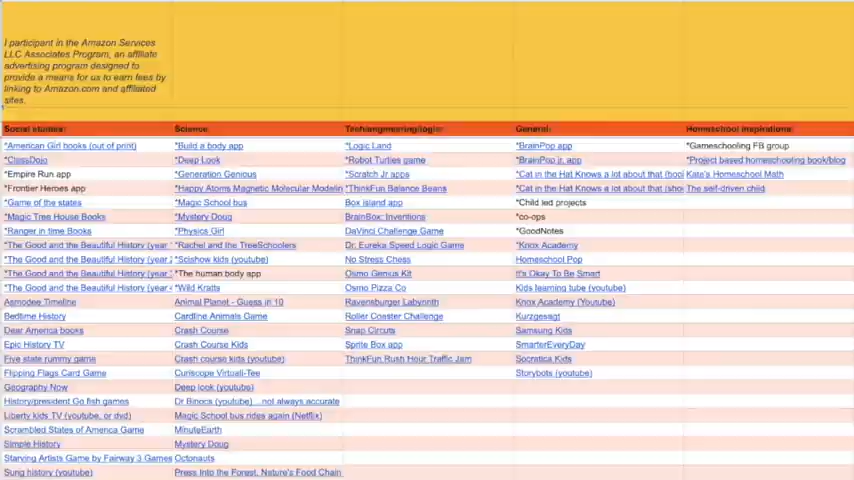 I participant in the Amazon Services
LLC Associates Program, an affiliate
advertising program designed to
provide a means for us to earn fees by
linking to Amazon.com and affiliated
sites.
Social studies: Science: Tech/engineering/logic: General: Homeschool inspirations:
*American Girl books (out of print) *Build a body app *Logic Land *BrainPop app *Gameschooling FB group
*ClassDojo *Deep Look *Robot Turtles game *BrainPop jr. app *Project based homeschooling book/blog
*Empire Run app *Generation Genious *Scratch Jr apps *Cat in the Hat Knows a lot about that (bool Kate's Homeschool Math
*Frontier Heroes app *Happy Atoms Magnetic Molecular Modelin *ThinkFun Balance Beans *Cat in the Hat Knows a lot about that (shov The self-driven child
*Game of the states *Magic School bus Box island app *Child led projects
*Magic Tree House Books *Mystery Doug BrainBox: Inventions *co-ops
*Ranger in time Books *Physics Girl DaVinci Challenge Game *GoodNotes
*The Good and the Beautiful History (year *Rachel and the TreeSchoolers Dr. Eureka Speed Logic Game *Knox Academy
*The Good and the Beautiful History (year *Scishow kids (youtube) No Stress Chess Homeschool Pop
*The Good and the Beautiful History (year *The human body app Osmo Genius Kit It's Okay To Be Smart
*The Good and the Beautiful History (year *Wild Kratts Osmo Pizza Co Kids learning tube (youtube)
Asmodee Timeline Animal Planet - Guess in 10 Ravensburger Labyrinth Knox Academy (Youtube)
Bedtime History Cardline Animals Game Roller Coaster Challenge Kurzgesagt
Dear America books Crash Course Snap Circuits Samsung Kids
Epic History TV Crash Course Kids Sprite Box app SmarterEveryDay
Five state rummy game Crash course kids (youtube) ThinkFun Rush Hour Traffic Jam Socratica Kids
Flipping Flags Card Game Curiscope Virtuali-Tee Storybots (youtube)
Geography Now Deep look (youtube)
History/president Go fish games Dr Binocs (youtube)... not always accurate
Liberty kids TV (youtube, or dvd) Magic School bus rides again (Netflix)
Scrambled States of America Game MinuteEarth
Simple History Mystery Doug
Starving Artists Game by Fairway 3 Games Octonauts
Sung history (youtube) Press Into the Forest, Nature's Food Chain